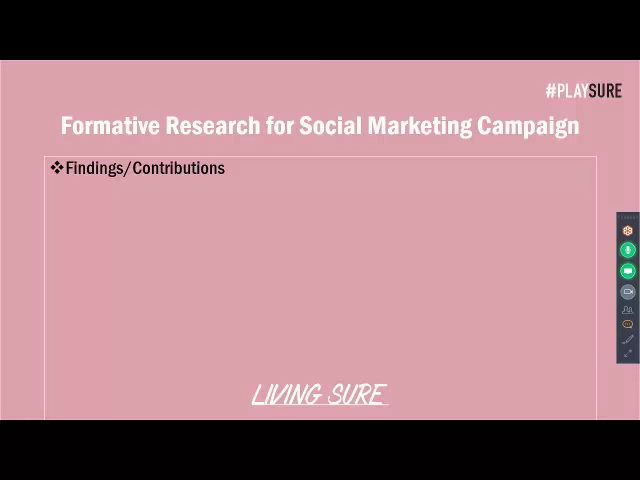 #PLAYSURE
Formative Research for Social Marketing Campaign
❖Findings/Contributions
LIVING SURE